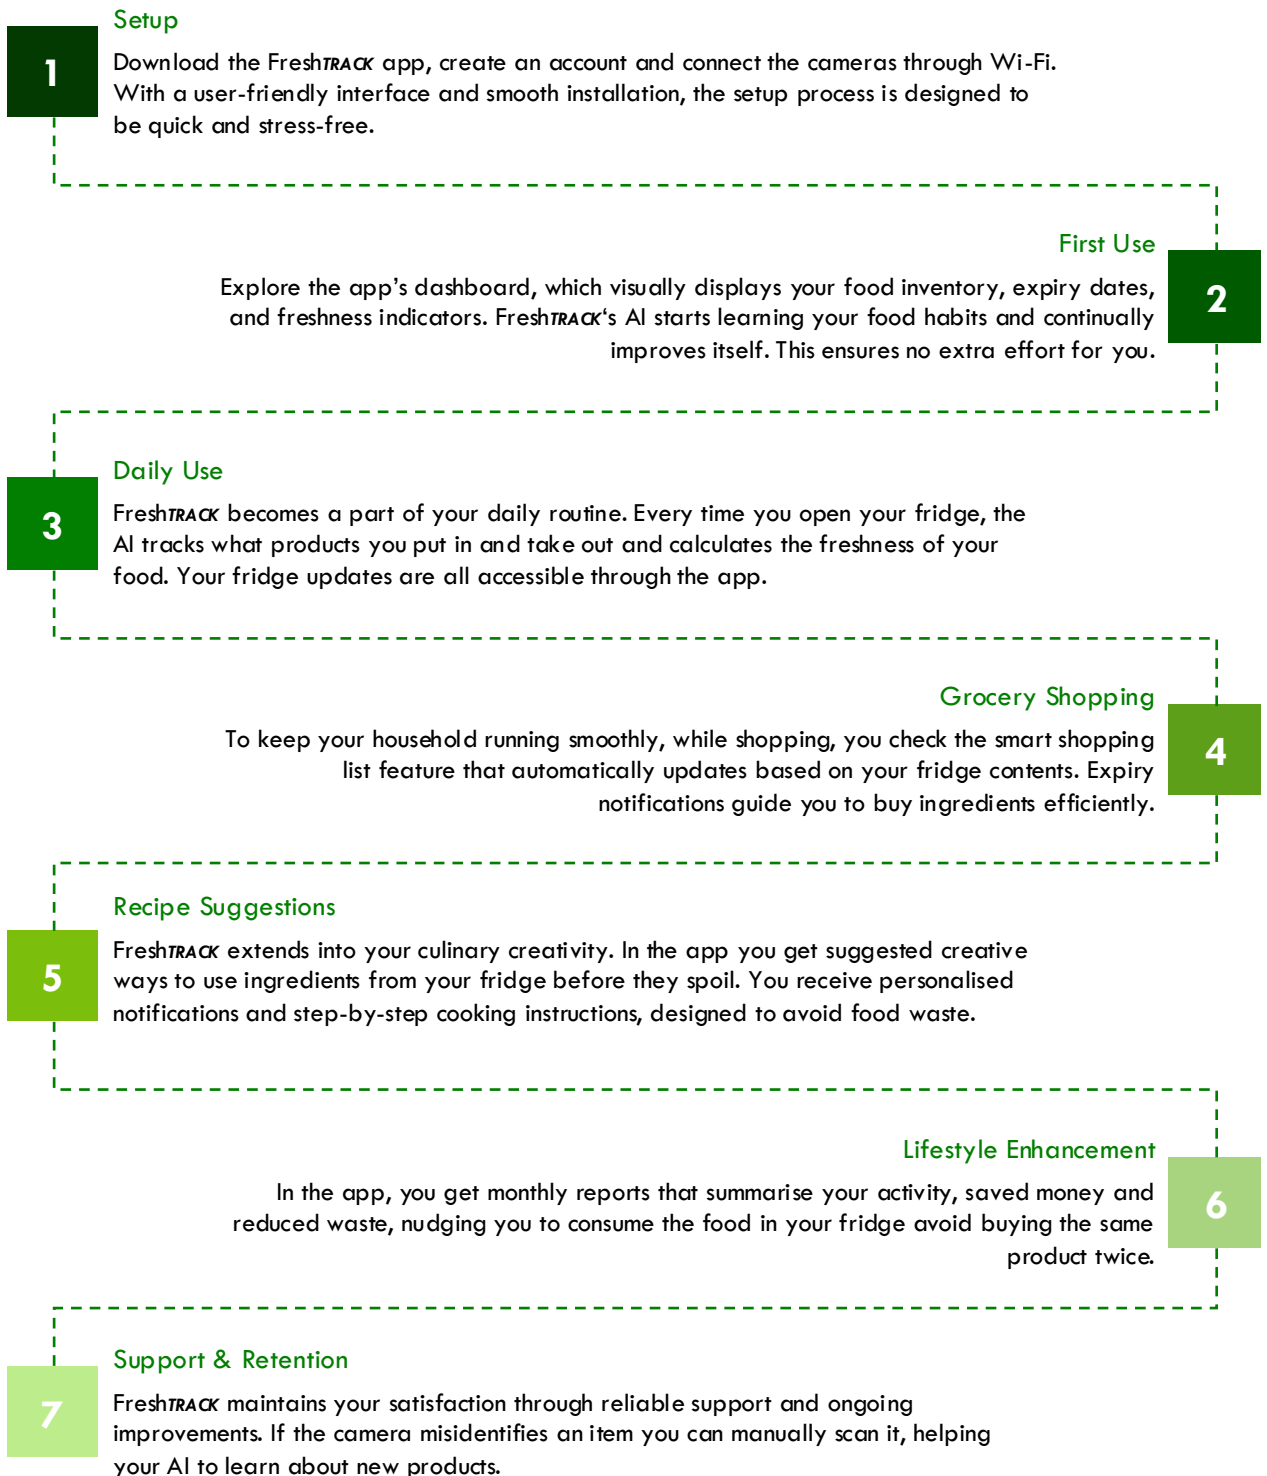 Setup
1
Download the FreshTRACK app, create an account and connect the cameras through Wi-Fi.
With a user-friendly interface and smooth installation, the setup process is designed to
be quick and stress-free.
First Use
2
Explore the app’s dashboard, which visually displays your food inventory, expiry dates,
and freshness indicators. FreshTRACK‘s AI starts learning your food habits and continually
improves itself. This ensures no extra effort for you.
Daily Use
3
FreshTRACK becomes a part of your daily routine. Every time you open your fridge, the
AI tracks what products you put in and take out and calculates the freshness of your
food. Your fridge updates are all accessible through the app.
Grocery Shopping
4
To keep your household running smoothly, while shopping, you check the smart shopping
list feature that automatically updates based on your fridge contents. Expiry
notifications guide you to buy ingredients efficiently.
Recipe Suggestions
5
FreshTRACK extends into your culinary creativity. In the app you get suggested creative
ways to use ingredients from your fridge before they spoil. You receive personalised
notifications and step-by-step cooking instructions, designed to avoid food waste.
Lifestyle Enhancement
6
In the app, you get monthly reports that summarise your activity, saved money and
reduced waste, nudging you to consume the food in your fridge avoid buying the same
product twice.
Support & Retention
7
FreshTRACK maintains your satisfaction through reliable support and ongoing
improvements. If the camera misidentifies an item you can manually scan it, helping
your AI to learn about new products.